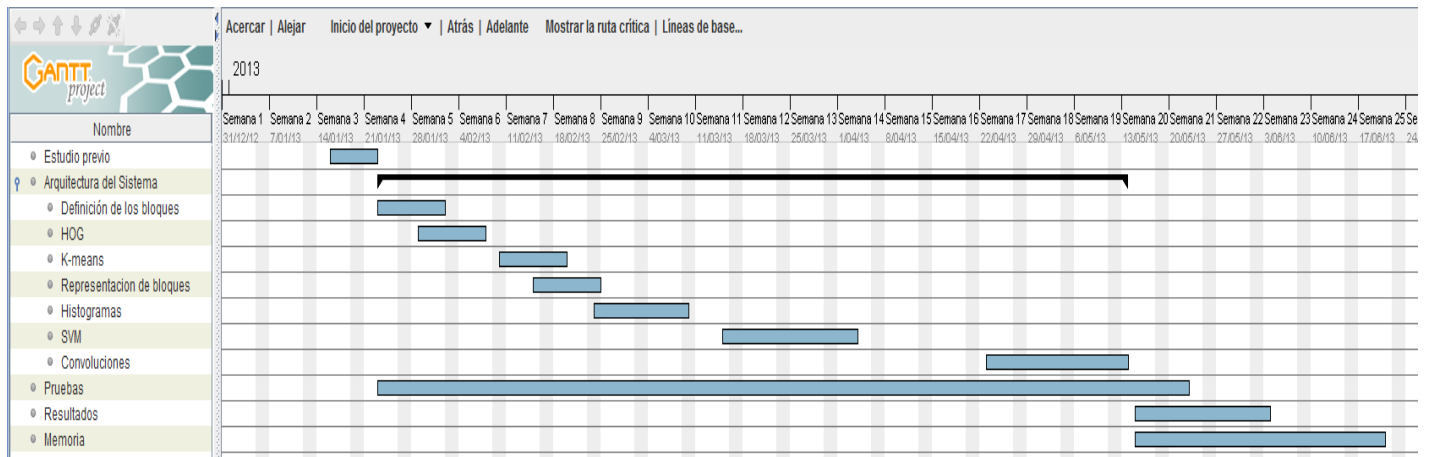 Acercar | Alejar Inicio del proyecto ▼ | Atrás | Adelante Mostrar la ruta crítica | Líneas de base...
GANTT
project
2013
Nombre
Semana 1 Semana 2 Semana 3 Semana 4 Semana 5 Semana 6 Semana 7 Semana 8 Semana 9 Semana 10 Semana 11 Semana 12 Semana 13 Semana 14 Semana 15 Semana 16 Semana 17 Semana 18 Semana 19 Semana 20 Semana 21 Semana 22 Semana 23 Semana 24 Semana 25 Se
31/12/12 7/01/13 14/01/13 21/01/13 28/01/13 4/02/13 11/02/13 18/02/13 25/02/13 4/03/13 11/03/13 18/03/13 25/03/13 1/04/13 8/04/13 15/04/13 22/04/13 29/04/13 6/05/13 13/05/13 20/05/13 27/05/13 3/06/13 10/06/13 17/06/13 24
Estudio previo
Arquitectura del Sistema
Definición de los bloques
HOG
K-means
Representacion de bloques
Histogramas
SVM
Convoluciones
Pruebas
Resultados
Memoria